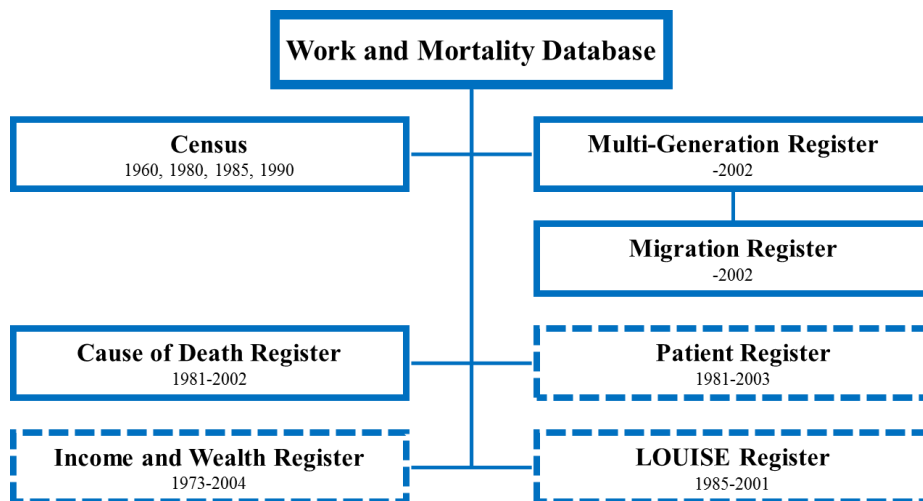 Work and Mortality Database
Census
1960, 1980, 1985, 1990
Multi-Generation Register
-2002
Migration Register
-2002
Cause of Death Register
1981-2002
Patient Register
1981-2003
Income and Wealth Register
1973-2004
LOUISE Register
1985-2001